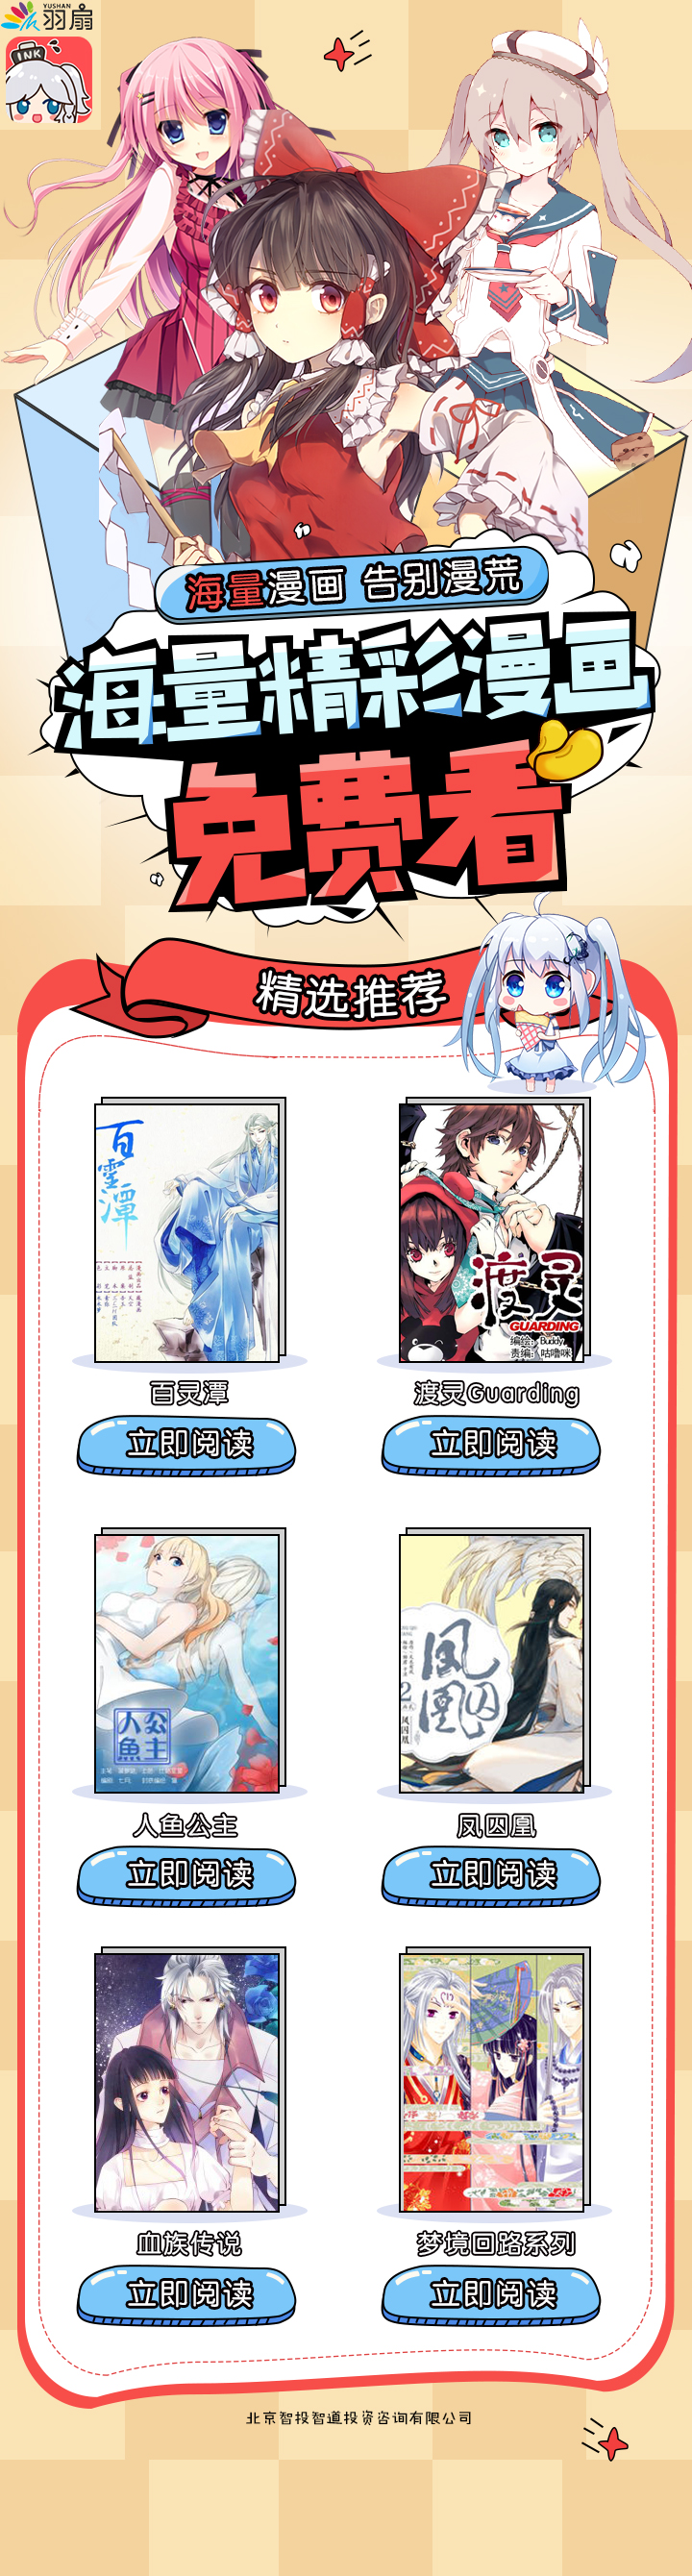 YUSHAN
羽扇
INK
海量漫画 告别漫荒
海量精彩漫画
免费看
精选推荐
百灵潭
渡灵
GUARDING
编绘：Buddy
责编：咕噜咪
百灵潭
渡灵Guarding
立即阅读
立即阅读
人鱼公主
凤囚凰
人鱼公主
凤囚凰
立即阅读
立即阅读
血族传说
梦境回路系列
立即阅读
立即阅读
北京智投智道投资咨询有限公司